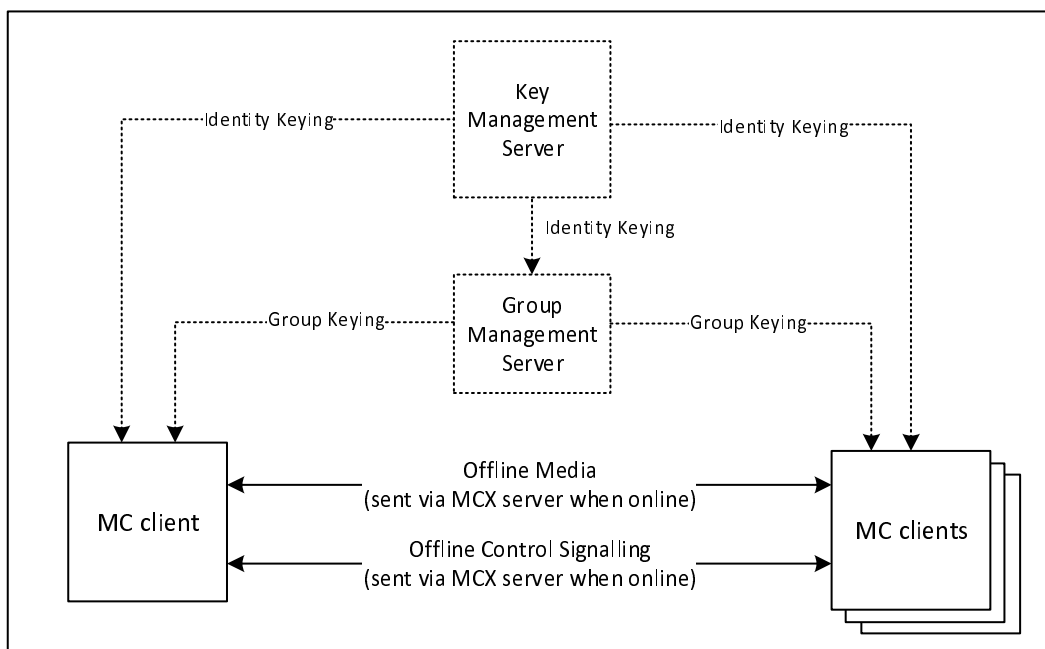 Key
Management
Server
Identity Keying
Identity Keying
Identity Keying
Group
Management
Server
Group Keying
Group Keying
Offline Media
(sent via MCX server when online)
MC client
MC clients
Offline Control Signalling
(sent via MCX server when online)